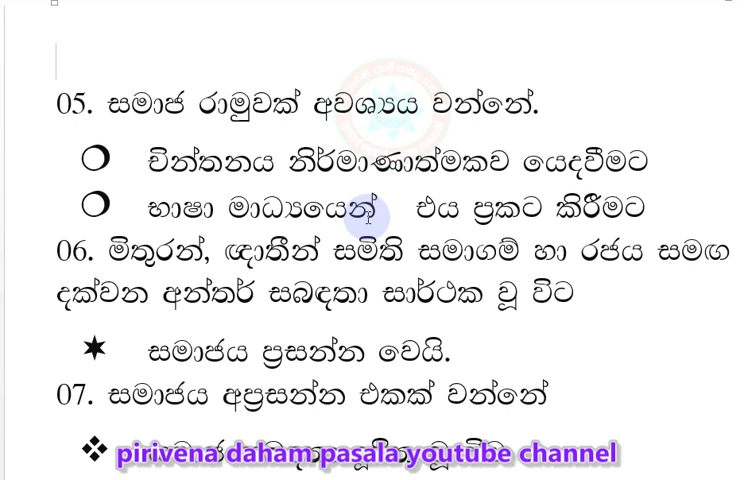 05. සමාජ රාමුවක් අවශ්‍යය වන්නේ.
චින්තනය නිර්මාණාත්මකව යෙදවීමට
භාෂා මාධ්‍යයෙන් එය ප්‍රකට කිරීමට
06. මිතුරන්, ඥාතීන් සමිති සමාගම් හා රජය සමඟ
දක්වන අන්තර් සබඳතා සාර්ථක වූ විට
සමාජය ප්‍රසන්න වෙයි.
07. සමාජය අප්‍රසන්න එකක් වන්නේ
pirivena daham pasala youtube channel